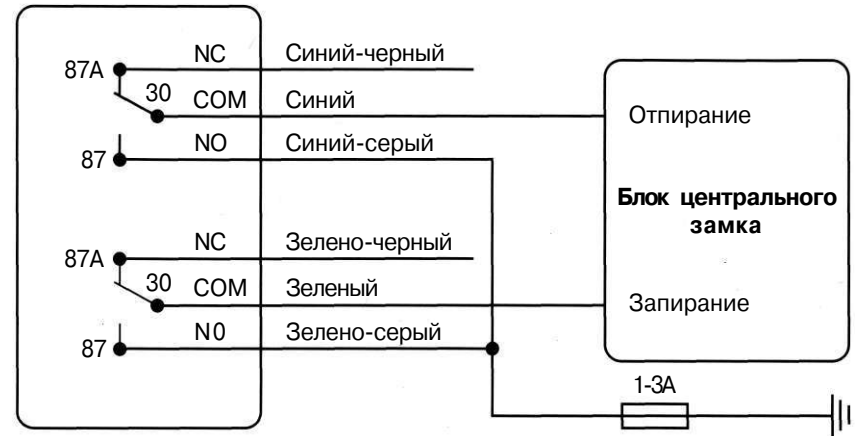 87A NC Синий-черный
30 COM Синий
87 NO Синий-серый
87A NC Зелено-черный
30 COM Зеленый
87 N0 Зелено-серый
Отпирание
Блок центрального
замка
Запирание
1-3A